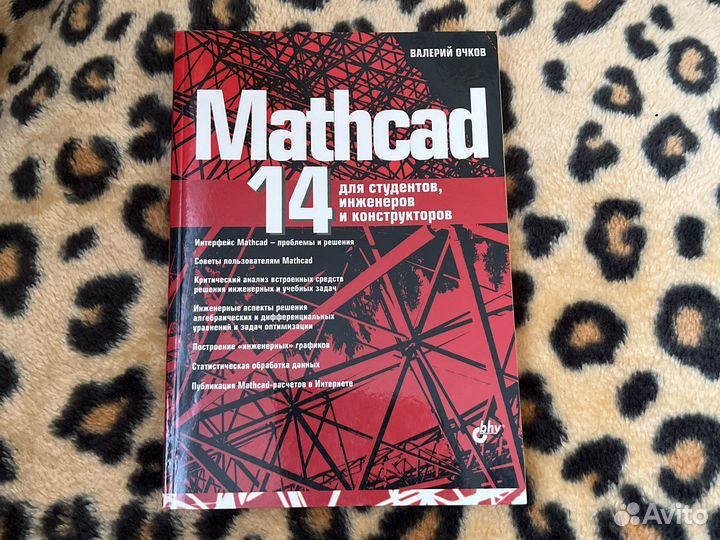 ВАЛЕРИЙ ОЧКОВ
Mathcad
14
для студентов,
инженеров
и конструкторов
Интерфейс Mathcad – проблемы и решения
Советы пользователям Mathcad
Критический анализ встроенных средств
решения инженерных и учебных задач
Инженерные аспекты решения
алгебраических и дифференциальных
уравнений и задач оптимизации
Построение «инженерных» графиков
Статистическая обработка данных
Публикация Mathcad-расчетов в Интернете
bhv
Avito